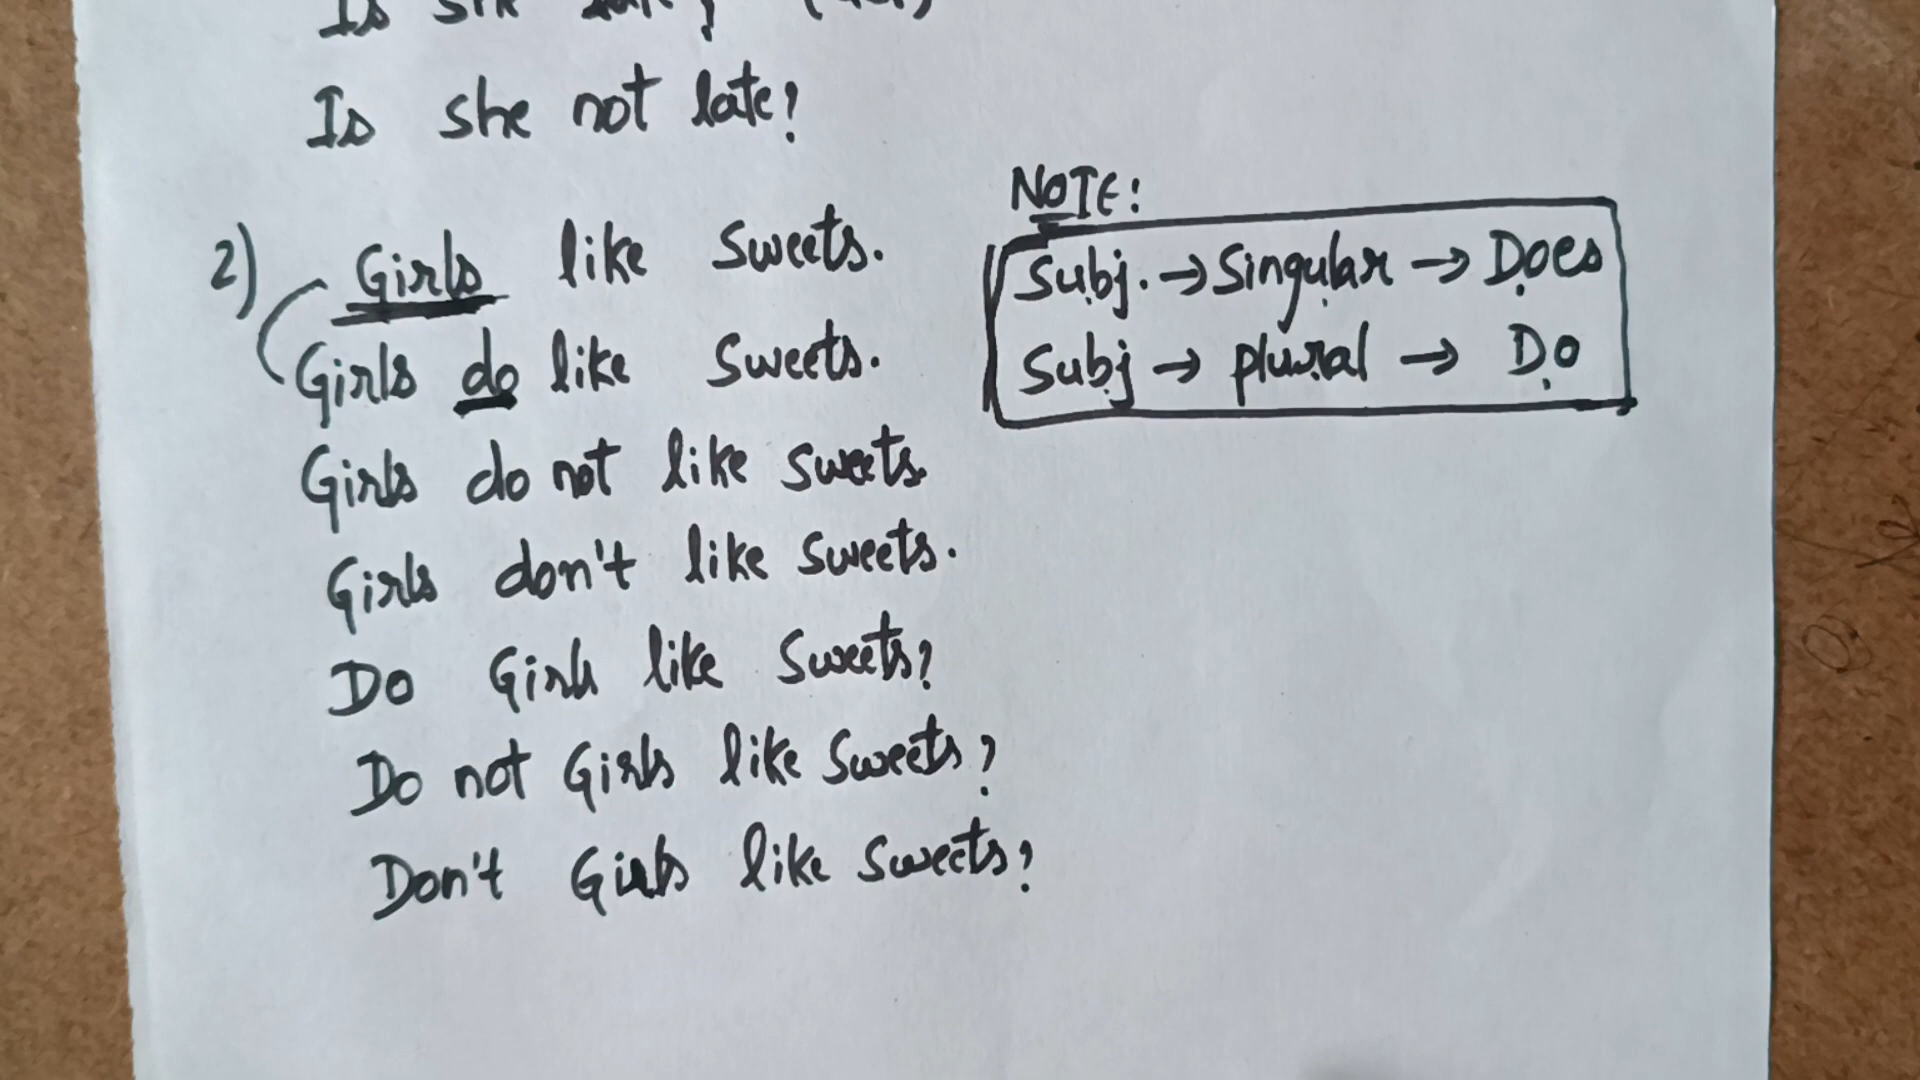 Is she
Is she not late?
2) Girls like Sweets.
Girls do like Sweets.
Girls do not like sweets.
Girls don't like sweets.
Do Girls like Sweets?
Do not Girls like Sweets?
Don't Girls like Sweets?
NOTE:
Subj. → Singular → Does
Subj → plural → Do